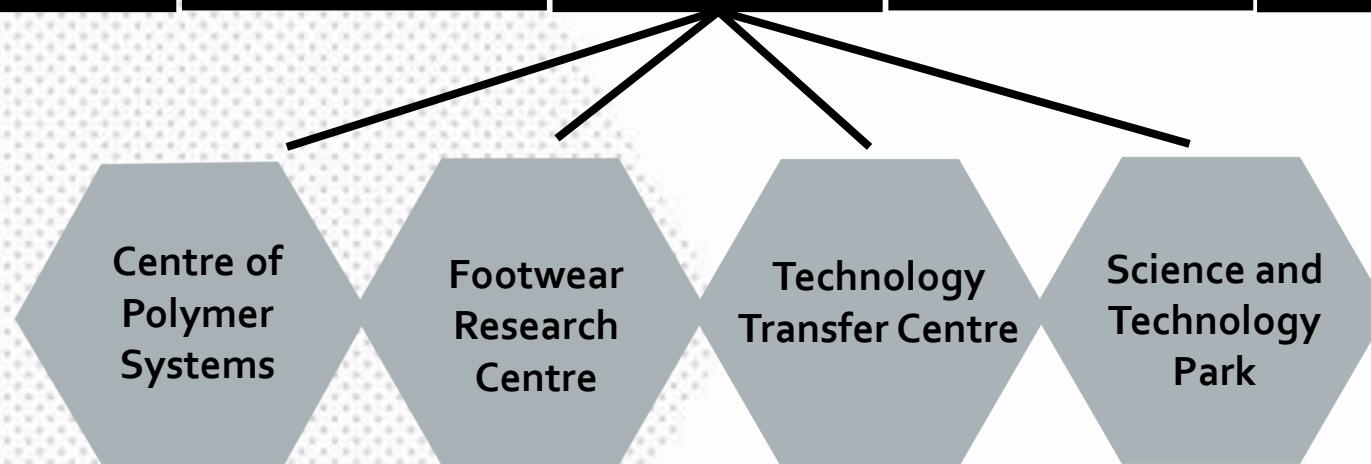 Centre of
Polymer
Systems
Footwear
Research
Centre
Technology
Transfer Centre
Science and
Technology
Park